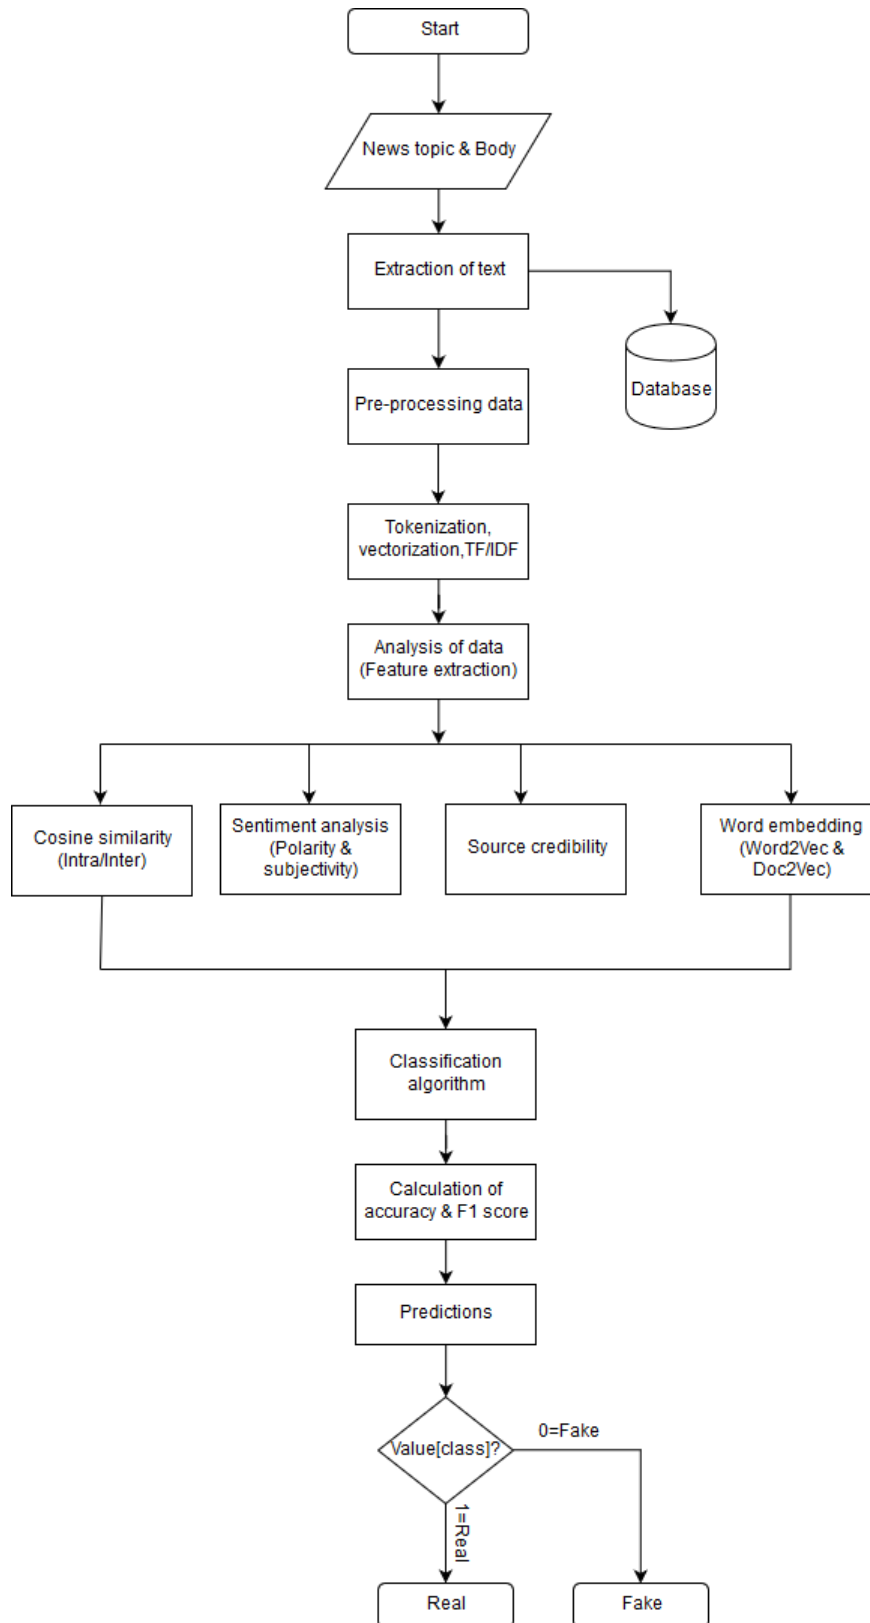 Start
News topic & Body
Extraction of text
Database
Pre-processing data
Tokenization,
vectorization,TF/IDF
Analysis of data
(Feature extraction)
Cosine similarity
(Intra/Inter)
Sentiment analysis
(Polarity &
subjectivity)
Source credibility
Word embedding
(Word2Vec &
Doc2Vec)
Classification
algorithm
Calculation of
accuracy & F1 score
Predictions
Value[class]?
0=Fake
1=Real
Real
Fake